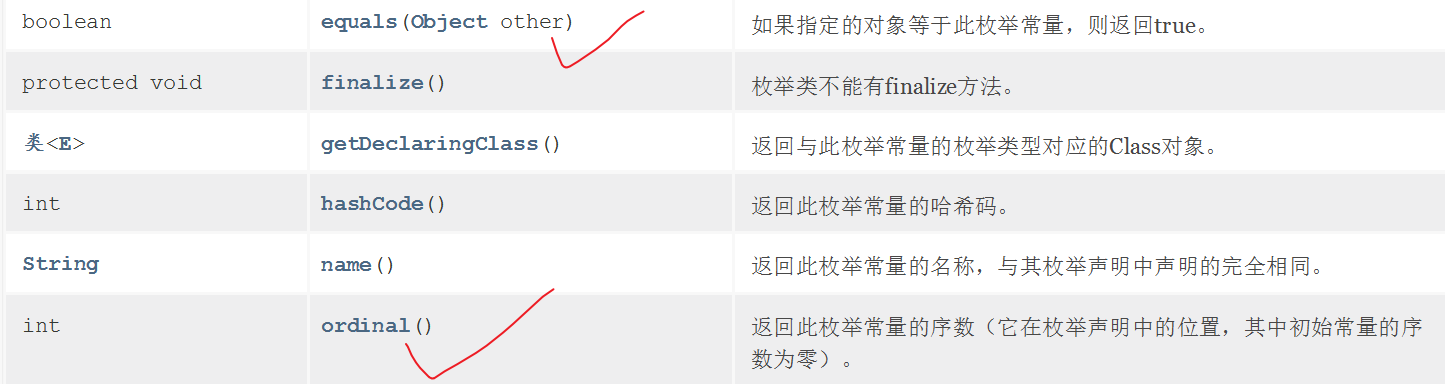 boolean equals(Object other) 如果指定的对象等于此枚举常量，则返回true。
protected void finalize() 枚举类不能有finalize方法。
类<E> getDeclaringClass() 返回与此枚举常量的枚举类型对应的Class对象。
int hashCode() 返回此枚举常量的哈希码。
String name() 返回此枚举常量的名称，与其枚举声明中声明的完全相同。
int ordinal() 返回此枚举常量的序数（它在枚举声明中的位置，其中初始常量的序
数为零）。